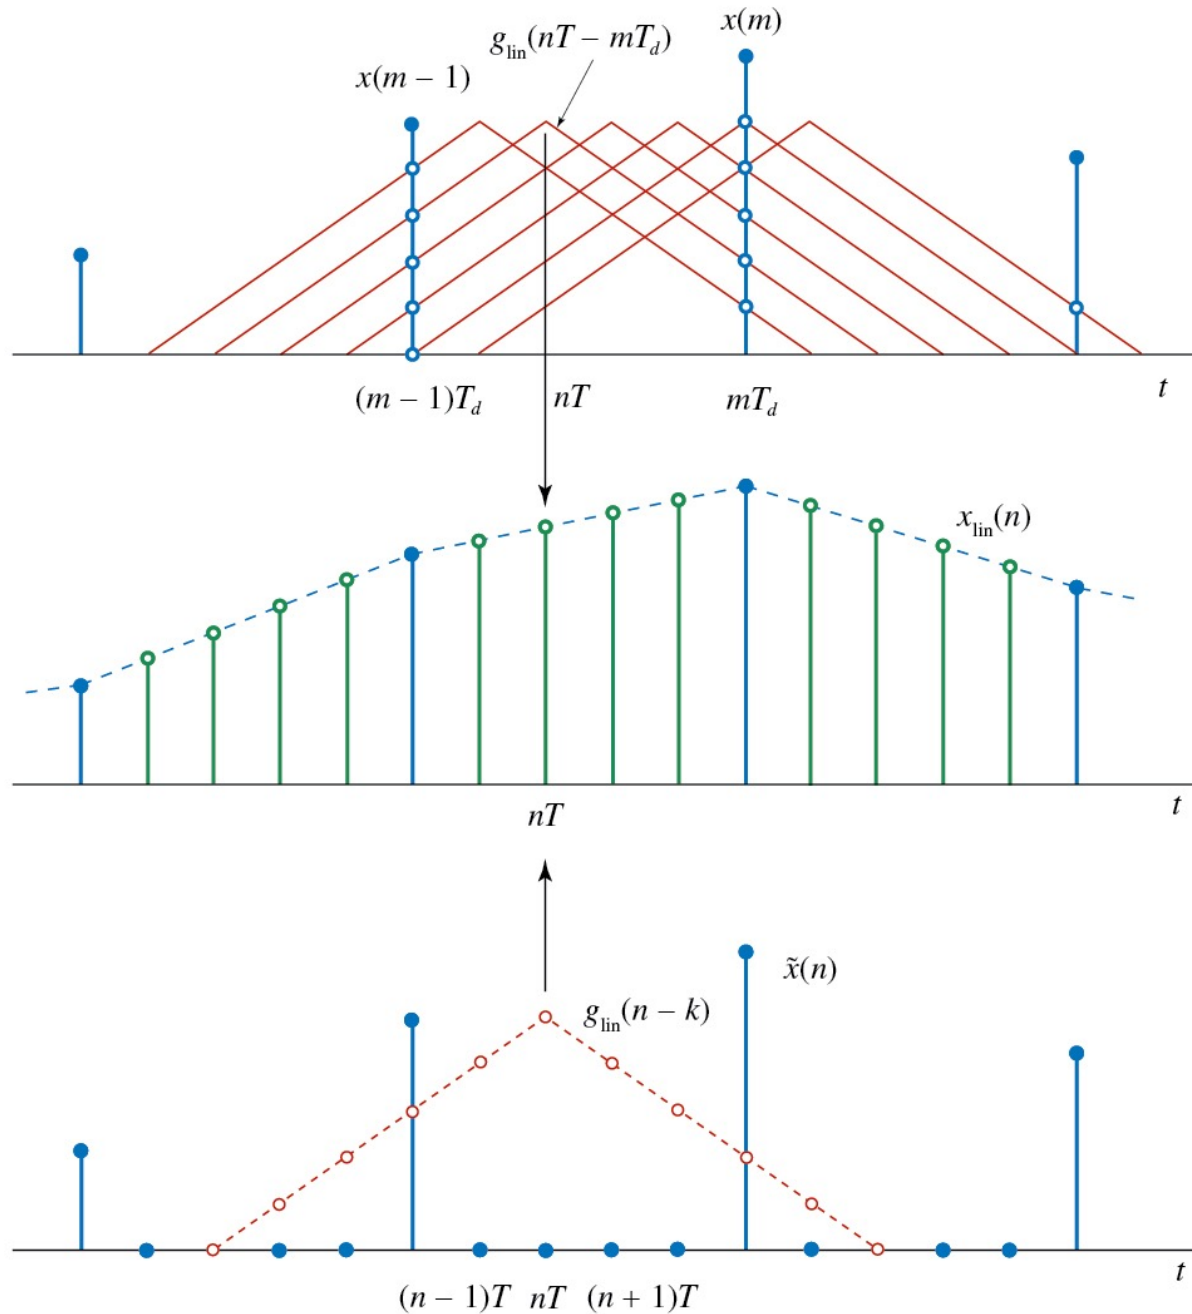 x(m)
g_lin(nT − mT_d)
x(m − 1)
(m − 1)T_d
nT
mT_d
t
x_lin(n)
nT
t
x̃(n)
g_lin(n − k)
(n − 1)T nT (n + 1)T
t